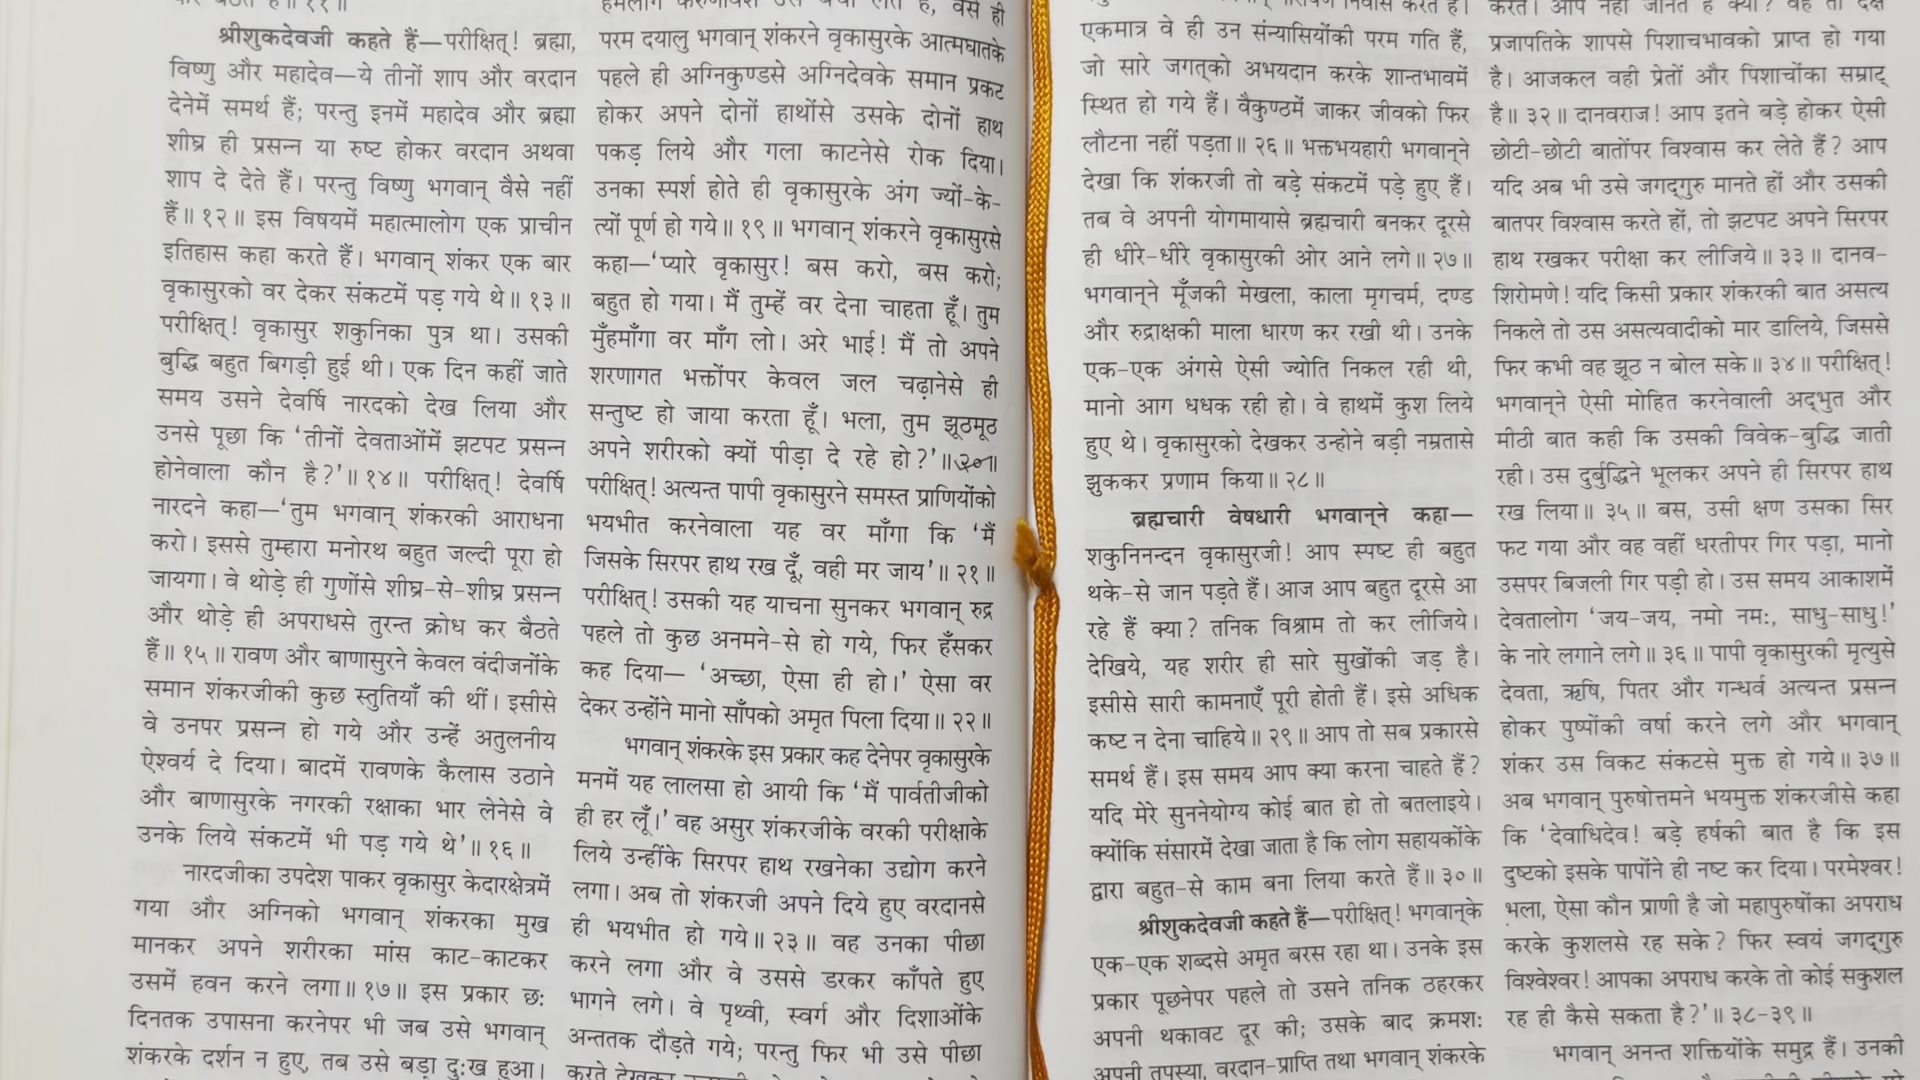 श्रीशुकदेवजी कहते हैं—परीक्षित्! ब्रह्मा,
विष्णु और महादेव—ये तीनों शाप और वरदान
देनेमें समर्थ हैं; परन्तु इनमें महादेव और ब्रह्मा
शीघ्र ही प्रसन्न या रुष्ट होकर वरदान अथवा
शाप दे देते हैं। परन्तु विष्णु भगवान् वैसे नहीं
हैं॥ १२॥ इस विषयमें महात्मालोग एक प्राचीन
इतिहास कहा करते हैं। भगवान् शंकर एक बार
वृकासुरको वर देकर संकटमें पड़ गये थे॥ १३॥
परीक्षित्! वृकासुर शकुनिका पुत्र था। उसकी
बुद्धि बहुत बिगड़ी हुई थी। एक दिन कहीं जाते
समय उसने देवर्षि नारदको देख लिया और
उनसे पूछा कि ‘तीनों देवताओंमें झटपट प्रसन्न
होनेवाला कौन है?’॥ १४॥ परीक्षित्! देवर्षि
नारदने कहा—‘तुम भगवान् शंकरकी आराधना
करो। इससे तुम्हारा मनोरथ बहुत जल्दी पूरा हो
जायगा। वे थोड़े ही गुणोंसे शीघ्र-से-शीघ्र प्रसन्न
और थोड़े ही अपराधसे तुरन्त क्रोध कर बैठते
हैं॥ १५॥ रावण और बाणासुरने केवल वंदीजनोंके
समान शंकरजीकी कुछ स्तुतियाँ की थीं। इसीसे
वे उनपर प्रसन्न हो गये और उन्हें अतुलनीय
ऐश्वर्य दे दिया। बादमें रावणके कैलास उठाने
और बाणासुरके नगरकी रक्षाका भार लेनेसे वे
उनके लिये संकटमें भी पड़ गये थे’॥ १६॥
नारदजीका उपदेश पाकर वृकासुर केदारक्षेत्रमें
गया और अग्निको भगवान् शंकरका मुख
मानकर अपने शरीरका मांस काट-काटकर
उसमें हवन करने लगा॥ १७॥ इस प्रकार छः
दिनतक उपासना करनेपर भी जब उसे भगवान्
शंकरके दर्शन न हुए, तब उसे बड़ा दुःख हुआ।
वैसे ही
परम दयालु भगवान् शंकरने वृकासुरके आत्मघातके
पहले ही अग्निकुण्डसे अग्निदेवके समान प्रकट
होकर अपने दोनों हाथोंसे उसके दोनों हाथ
पकड़ लिये और गला काटनेसे रोक दिया।
उनका स्पर्श होते ही वृकासुरके अंग ज्यों-के-
त्यों पूर्ण हो गये॥ १९॥ भगवान् शंकरने वृकासुरसे
कहा—‘प्यारे वृकासुर! बस करो, बस करो;
बहुत हो गया। मैं तुम्हें वर देना चाहता हूँ। तुम
मुँहमाँगा वर माँग लो। अरे भाई! मैं तो अपने
शरणागत भक्तोंपर केवल जल चढ़ानेसे ही
सन्तुष्ट हो जाया करता हूँ। भला, तुम झूठमूठ
अपने शरीरको क्यों पीड़ा दे रहे हो?’॥ २०॥
परीक्षित्! अत्यन्त पापी वृकासुरने समस्त प्राणियोंको
भयभीत करनेवाला यह वर माँगा कि ‘मैं
जिसके सिरपर हाथ रख दूँ, वही मर जाय’॥ २१॥
परीक्षित्! उसकी यह याचना सुनकर भगवान् रुद्र
पहले तो कुछ अनमने-से हो गये, फिर हँसकर
कह दिया— ‘अच्छा, ऐसा ही हो।’ ऐसा वर
देकर उन्होंने मानो साँपको अमृत पिला दिया॥ २२॥
भगवान् शंकरके इस प्रकार कह देनेपर वृकासुरके
मनमें यह लालसा हो आयी कि ‘मैं पार्वतीजीको
ही हर लूँ।’ वह असुर शंकरजीके वरकी परीक्षाके
लिये उन्हींके सिरपर हाथ रखनेका उद्योग करने
लगा। अब तो शंकरजी अपने दिये हुए वरदानसे
ही भयभीत हो गये॥ २३॥ वह उनका पीछा
करने लगा और वे उससे डरकर काँपते हुए
भागने लगे। वे पृथ्वी, स्वर्ग और दिशाओंके
अन्ततक दौड़ते गये; परन्तु फिर भी उसे पीछा
एकमात्र वे ही उन संन्यासियोंकी परम गति हैं,
जो सारे जगत्को अभयदान करके शान्तभावमें
स्थित हो गये हैं। वैकुण्ठमें जाकर जीवको फिर
लौटना नहीं पड़ता॥ २६॥ भक्तभयहारी भगवान्ने
देखा कि शंकरजी तो बड़े संकटमें पड़े हुए हैं।
तब वे अपनी योगमायासे ब्रह्मचारी बनकर दूरसे
ही धीरे-धीरे वृकासुरकी ओर आने लगे॥ २७॥
भगवान्ने मूँजकी मेखला, काला मृगचर्म, दण्ड
और रुद्राक्षकी माला धारण कर रखी थी। उनके
एक-एक अंगसे ऐसी ज्योति निकल रही थी,
मानो आग धधक रही हो। वे हाथमें कुश लिये
हुए थे। वृकासुरको देखकर उन्होंने बड़ी नम्रतासे
झुककर प्रणाम किया॥ २८॥
ब्रह्मचारी वेषधारी भगवान्ने कहा—
शकुनिनन्दन वृकासुरजी! आप स्पष्ट ही बहुत
थके-से जान पड़ते हैं। आज आप बहुत दूरसे आ
रहे हैं क्या? तनिक विश्राम तो कर लीजिये।
देखिये, यह शरीर ही सारे सुखोंकी जड़ है।
इसीसे सारी कामनाएँ पूरी होती हैं। इसे अधिक
कष्ट न देना चाहिये॥ २९॥ आप तो सब प्रकारसे
समर्थ हैं। इस समय आप क्या करना चाहते हैं?
यदि मेरे सुननेयोग्य कोई बात हो तो बतलाइये।
क्योंकि संसारमें देखा जाता है कि लोग सहायकोंके
द्वारा बहुत-से काम बना लिया करते हैं॥ ३०॥
श्रीशुकदेवजी कहते हैं—परीक्षित्! भगवान्के
एक-एक शब्दसे अमृत बरस रहा था। उनके इस
प्रकार पूछनेपर पहले तो उसने तनिक ठहरकर
अपनी थकावट दूर की; उसके बाद क्रमशः
अपनी तपस्या, वरदान-प्राप्ति तथा भगवान् शंकरके
करते। आप नहीं जानते हैं क्या? वह तो दक्ष
प्रजापतिके शापसे पिशाचभावको प्राप्त हो गया
है। आजकल वही प्रेतों और पिशाचोंका सम्राट्
है॥ ३२॥ दानवराज! आप इतने बड़े होकर ऐसी
छोटी-छोटी बातोंपर विश्वास कर लेते हैं? आप
यदि अब भी उसे जगद्‌गुरु मानते हों और उसकी
बातपर विश्वास करते हों, तो झटपट अपने सिरपर
हाथ रखकर परीक्षा कर लीजिये॥ ३३॥ दानव-
शिरोमणे! यदि किसी प्रकार शंकरकी बात असत्य
निकले तो उस असत्यवादीको मार डालिये, जिससे
फिर कभी वह झूठ न बोल सके॥ ३४॥ परीक्षित्!
भगवान्ने ऐसी मोहित करनेवाली अद्‌भुत और
मीठी बात कही कि उसकी विवेक-बुद्धि जाती
रही। उस दुर्बुद्धिने भूलकर अपने ही सिरपर हाथ
रख लिया॥ ३५॥ बस, उसी क्षण उसका सिर
फट गया और वह वहीं धरतीपर गिर पड़ा, मानो
उसपर बिजली गिर पड़ी हो। उस समय आकाशमें
देवतालोग ‘जय-जय, नमो नमः, साधु-साधु!’
के नारे लगाने लगे॥ ३६॥ पापी वृकासुरकी मृत्युसे
देवता, ऋषि, पितर और गन्धर्व अत्यन्त प्रसन्न
होकर पुष्पोंकी वर्षा करने लगे और भगवान्
शंकर उस विकट संकटसे मुक्त हो गये॥ ३७॥
अब भगवान् पुरुषोत्तमने भयमुक्त शंकरजीसे कहा
कि ‘देवाधिदेव! बड़े हर्षकी बात है कि इस
दुष्टको इसके पापोंने ही नष्ट कर दिया। परमेश्वर!
भला, ऐसा कौन प्राणी है जो महापुरुषोंका अपराध
करके कुशलसे रह सके? फिर स्वयं जगद्‌गुरु
विश्वेश्वर! आपका अपराध करके तो कोई सकुशल
रह ही कैसे सकता है?’॥ ३८-३९॥
भगवान् अनन्त शक्तियोंके समुद्र हैं। उनकी